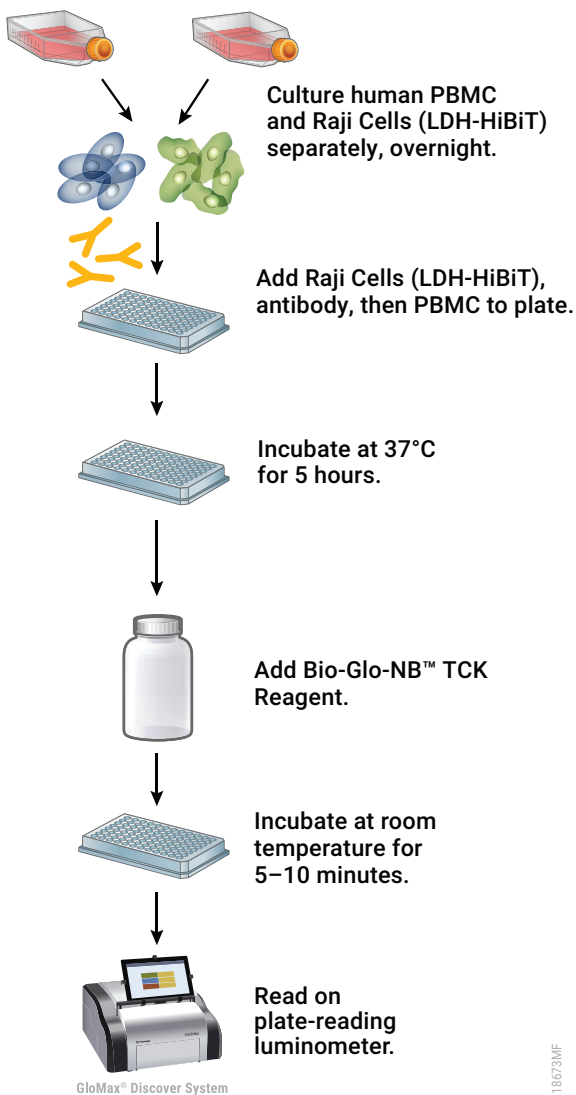 Culture human PBMC
and Raji Cells (LDH-HiBiT)
separately, overnight.
Add Raji Cells (LDH-HiBiT),
antibody, then PBMC to plate.
Incubate at 37°C
for 5 hours.
Add Bio-Glo-NB™ TCK
Reagent.
Incubate at room
temperature for
5–10 minutes.
Read on
plate-reading
luminometer.
GloMax® Discover System
18673MF